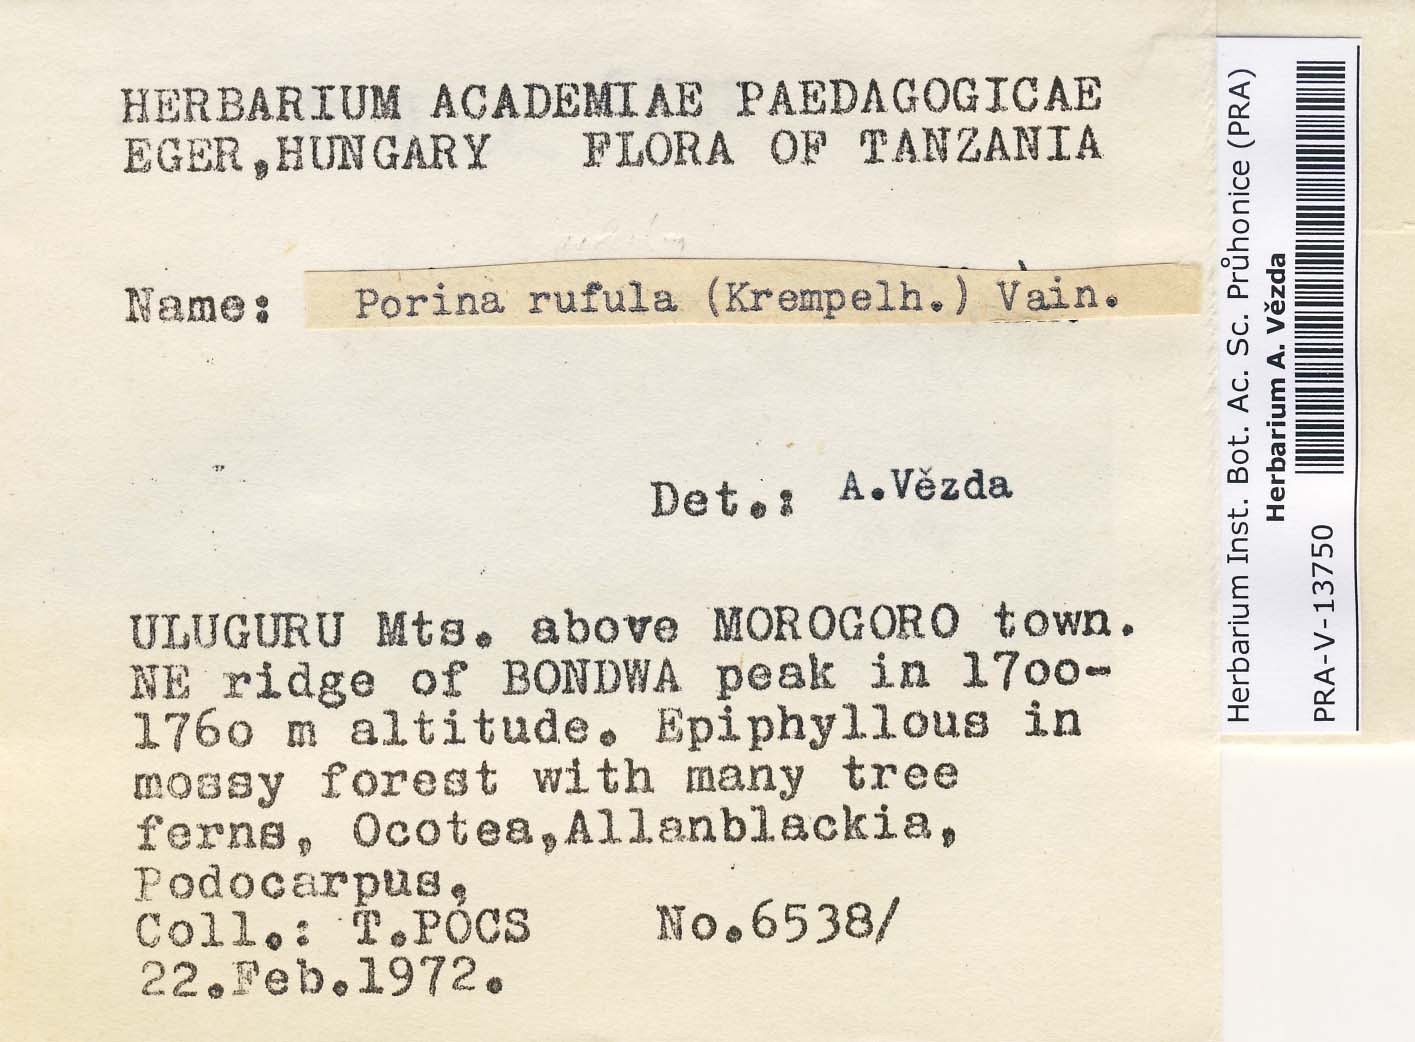 HERBARIUM ACADEMIAE PAEDAGOGICAE
EGER,HUNGARY FLORA OF TANZANIA
Name: Porina rufula (Krempelh.) Vain.
Det.: A.Vězda
ULUGURU Mts. above MOROGORO town.
NE ridge of BONDWA peak in 17oo-
176o m altitude. Epiphyllous in
mossy forest with many tree
ferns, Ocotea,Allanblackia,
Podocarpus,
Coll.: T.PÓCS No.6538/
22.Feb.1972.
Herbarium Inst. Bot. Ac. Sc. Průhonice (PRA)
Herbarium A. Vězda
PRA-V-13750